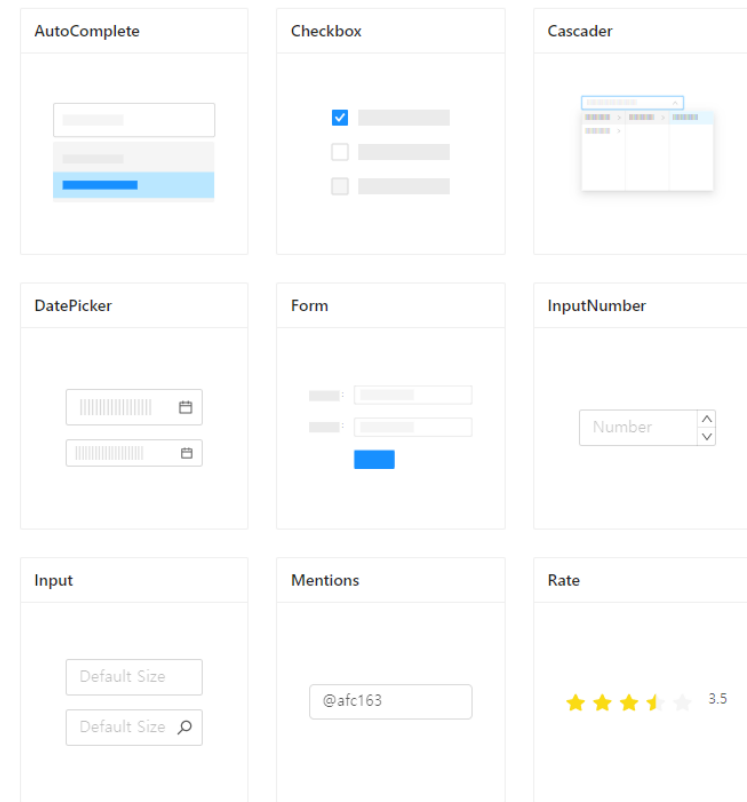 AutoComplete
Checkbox
Cascader
DatePicker
Form
InputNumber
:
:
Number
Input
Mentions
Rate
Default Size
Default Size
@afc163
3.5